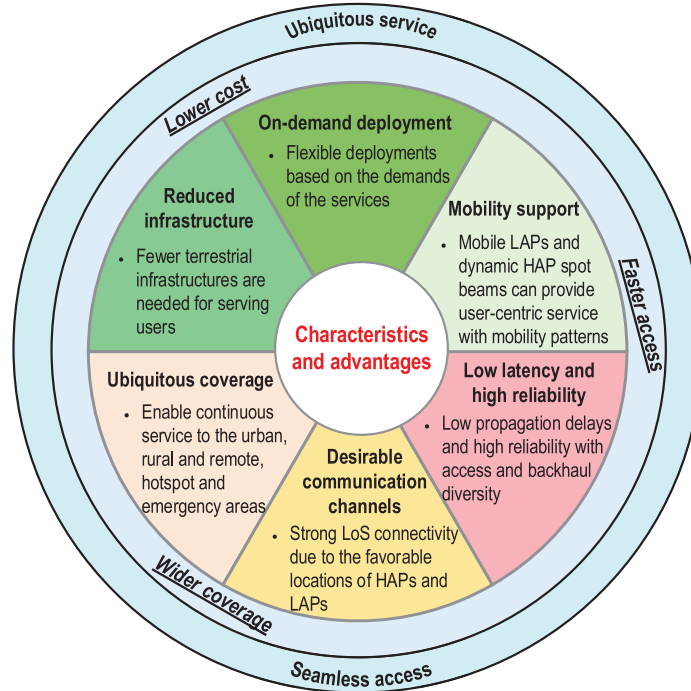 Ubiquitous service
Lower cost
On-demand deployment
• Flexible deployments
based on the demands
of the services
Reduced
infrastructure
• Fewer terrestrial
infrastructures are
needed for serving
users
Mobility support
• Mobile LAPs and
dynamic HAP spot
beams can provide
user-centric service
with mobility patterns
Faster access
Characteristics
and advantages
Ubiquitous coverage
• Enable continuous
service to the urban,
rural and remote,
hotspot and
emergency areas
Low latency and
high reliability
• Low propagation delays
and high reliability with
access and backhaul
diversity
Desirable
communication
channels
• Strong LoS connectivity
due to the favorable
locations of HAPs and
LAPs
Wider coverage
Seamless access